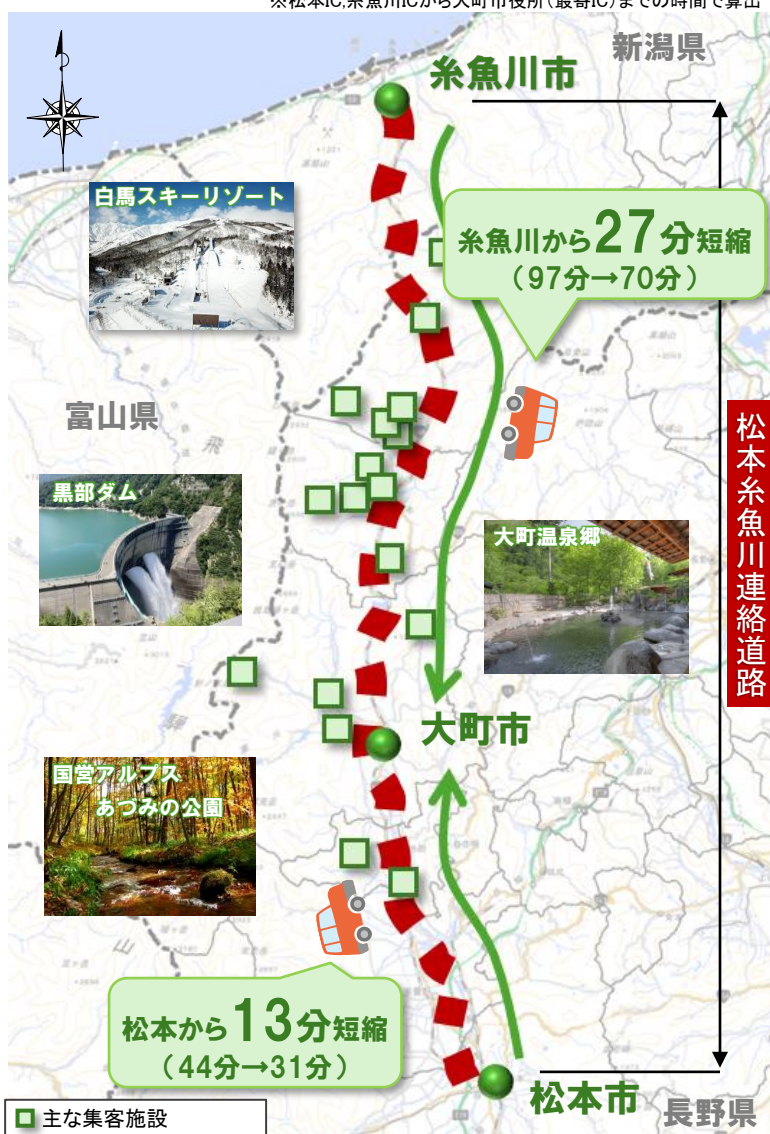 ※松本IC,糸魚川ICから大町市役所(最寄IC)までの時間で算出
新潟県
糸魚川市
白馬スキーリゾート
糸魚川から27分短縮
(97分→70分)
富山県
飛
松本糸魚川連絡道路
黒部ダム
大町温泉郷
大町市
国営アルプス
あづみの公園
山
松本から13分短縮
(44分→31分)
松本市
長野県
主な集客施設